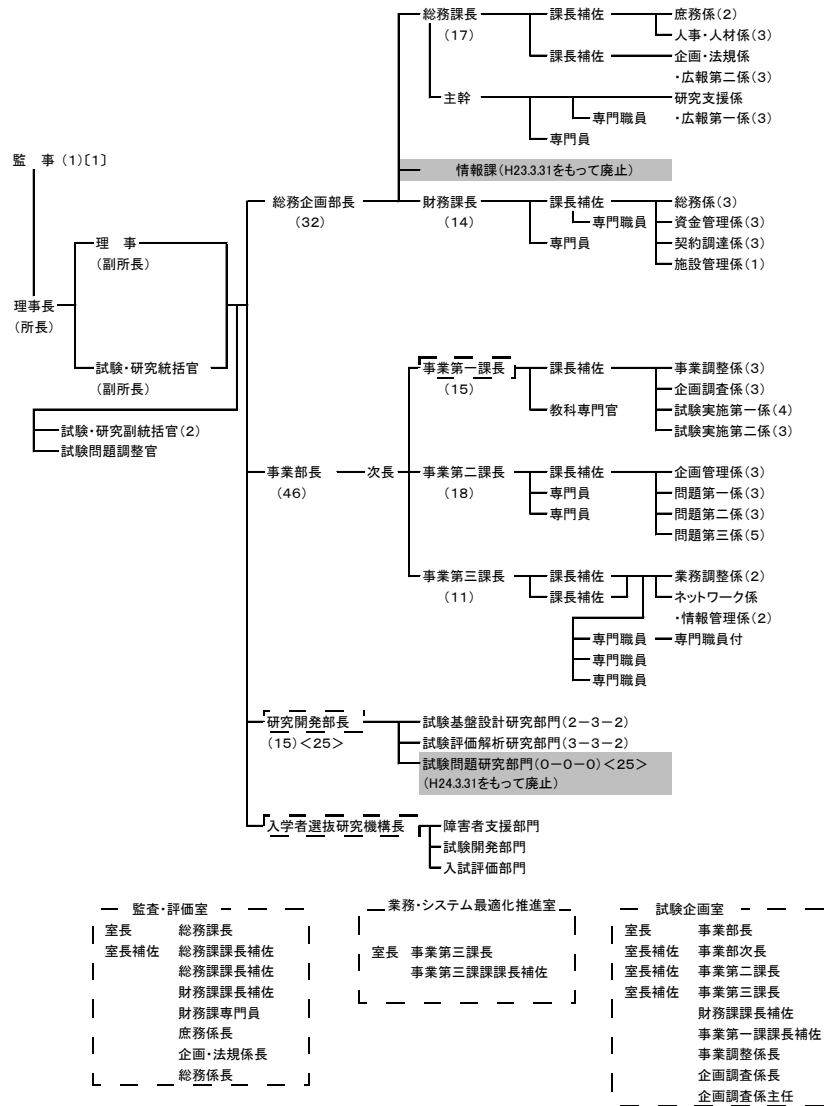 総務課長 課長補佐 庶務係(2)
(17) 人事・人材係(3)
課長補佐 企画・法規係
・広報第二係(3)
主幹 研究支援係
専門職員 ・広報第一係(3)
専門員
監　事(1)〔1〕
情報課(H23.3.31をもって廃止)
総務企画部長 財務課長 課長補佐 総務係(3)
(32) (14) 専門職員 資金管理係(3)
理　事 専門員 契約調達係(3)
(副所長) 施設管理係(1)
理事長
(所長)
試験・研究統括官 事業第一課長 課長補佐 事業調整係(3)
(副所長) (15) 企画調査係(3)
教科専門官 試験実施第一係(4)
試験・研究副統括官(2) 試験実施第二係(3)
試験問題調整官
事業部長 次長 事業第二課長 課長補佐 企画管理係(3)
(46) (18) 専門員 問題第一係(3)
専門員 問題第二係(3)
問題第三係(5)
事業第三課長 課長補佐 業務調整係(2)
(11) 課長補佐 ネットワーク係
・情報管理係(2)
専門職員 専門職員付
専門職員
専門職員
研究開発部長 試験基盤設計研究部門(2-3-2)
(15)<25> 試験評価解析研究部門(3-3-2)
試験問題研究部門(0-0-0)<25>
(H24.3.31をもって廃止)
入学者選抜研究機構長 障害者支援部門
試験開発部門
入試評価部門
監査・評価室
室長 総務課長
室長補佐 総務課課長補佐
総務課課長補佐
財務課課長補佐
財務課専門員
庶務係長
企画・法規係長
総務係長
業務・システム最適化推進室
室長 事業第三課長
事業第三課課長補佐
試験企画室
室長 事業部長
室長補佐 事業部次長
室長補佐 事業第二課長
室長補佐 事業第三課長
財務課課長補佐
事業第一課課長補佐
事業調整係長
企画調査係長
企画調査係主任